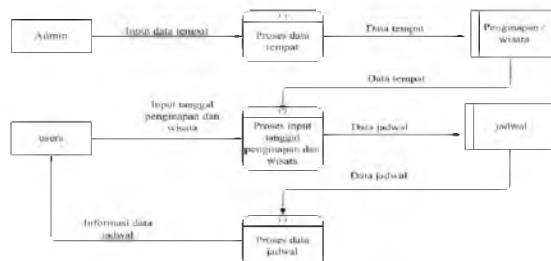 Admin
Input data tempat
Proses data
tempat
Data tempat
Penginapan /
wisata
Data tempat
users
Input tanggal
penginapan dan
wisata
Proses input
tanggal
penginapan dan
wisata
Data jadwal
jadwal
Data jadwal
Informasi data
jadwal
Proses data
jadwal